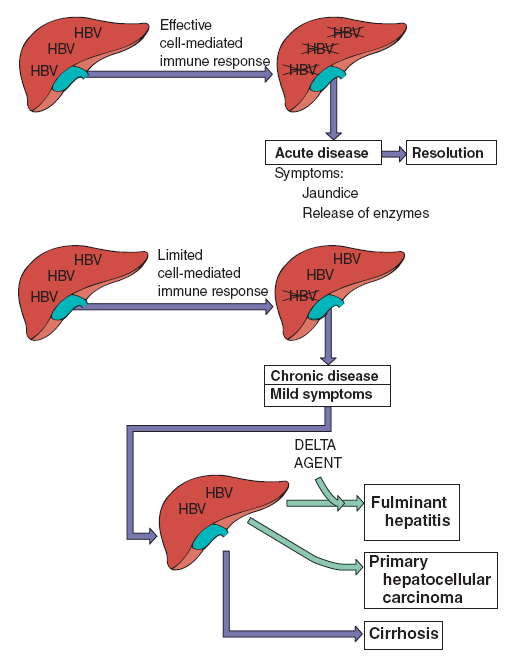 HBV
HBV
HBV
Effective
cell-mediated
immune response
HBV
HBV
HBV
Acute disease
Resolution
Symptoms:
Jaundice
Release of enzymes
HBV
HBV
HBV
Limited
cell-mediated
immune response
HBV
HBV
HBV
Chronic disease
Mild symptoms
DELTA
AGENT
HBV
HBV
Fulminant
hepatitis
Primary
hepatocellular
carcinoma
Cirrhosis